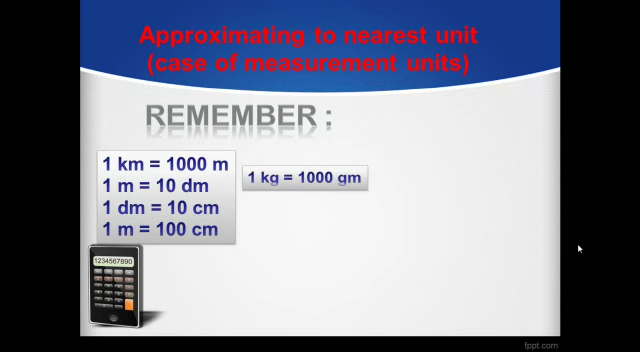 Approximating to nearest unit
(case of measurement units)
REMEMBER :
1 km = 1000 m
1 m = 10 dm
1 dm = 10 cm
1 m = 100 cm
1 kg = 1000 gm
1234567890
fppt.com